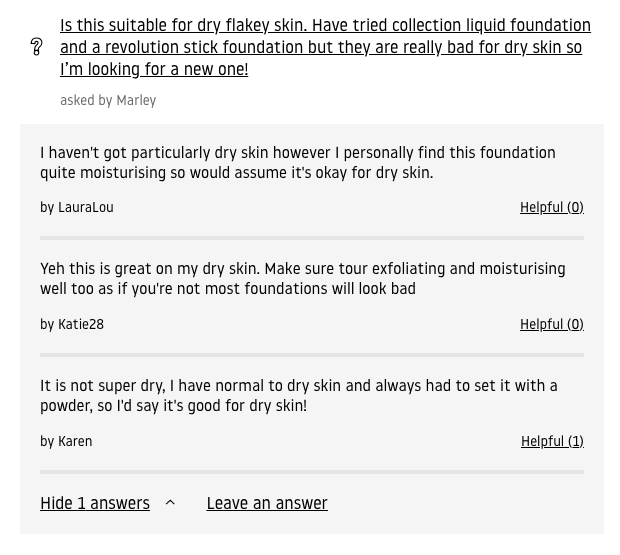 Is this suitable for dry flakey skin. Have tried collection liquid foundation
and a revolution stick foundation but they are really bad for dry skin so
I’m looking for a new one!
asked by Marley
I haven't got particularly dry skin however I personally find this foundation
quite moisturising so would assume it's okay for dry skin.
by LauraLou
Helpful (0)
Yeh this is great on my dry skin. Make sure tour exfoliating and moisturising
well too as if you're not most foundations will look bad
by Katie28
Helpful (0)
It is not super dry, I have normal to dry skin and always had to set it with a
powder, so I'd say it's good for dry skin!
by Karen
Helpful (1)
Hide 1 answers
Leave an answer